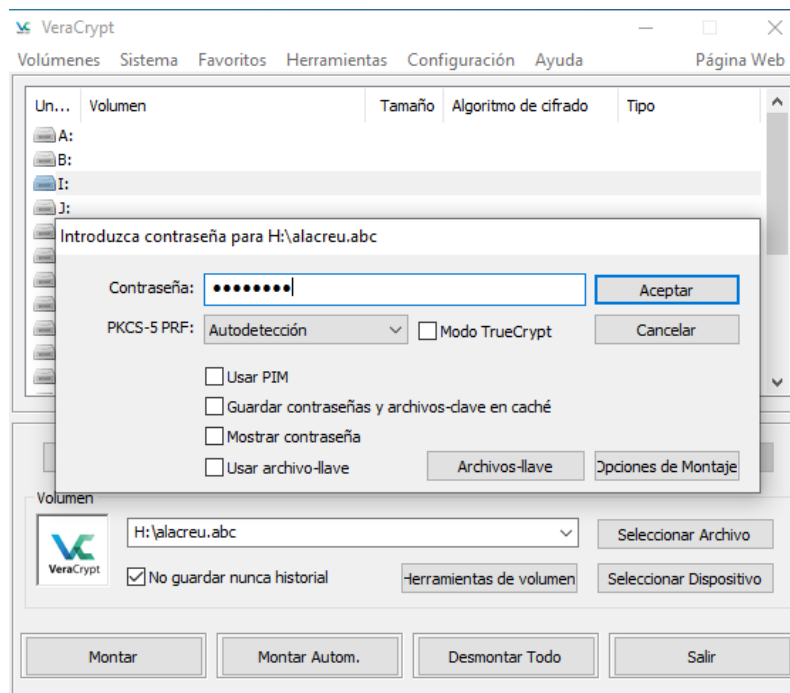 VeraCrypt
Volúmenes Sistema Favoritos Herramientas Configuración Ayuda Página Web
Un... Volumen Tamaño Algoritmo de cifrado Tipo
A:
B:
I:
J:
Introduzca contraseña para H:\alacreu.abc
Contraseña: ●●●●●●●● Aceptar
PKCS-5 PRF: Autodetección Modo TrueCrypt Cancelar
Usar PIM
Guardar contraseñas y archivos-clave en caché
Mostrar contraseña
Usar archivo-llave Archivos-llave Opciones de Montaje
Volumen
H:\alacreu.abc Seleccionar Archivo
VeraCrypt
No guardar nunca historial Herramientas de volumen Seleccionar Dispositivo
Montar Montar Autom. Desmontar Todo Salir